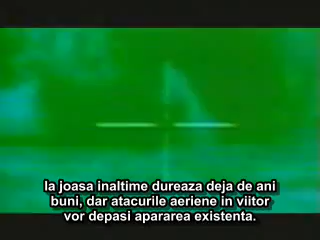 la joasa inaltime dureaza deja de ani
buni, dar atacurile aeriene in viitor
vor depasi apararea existenta.